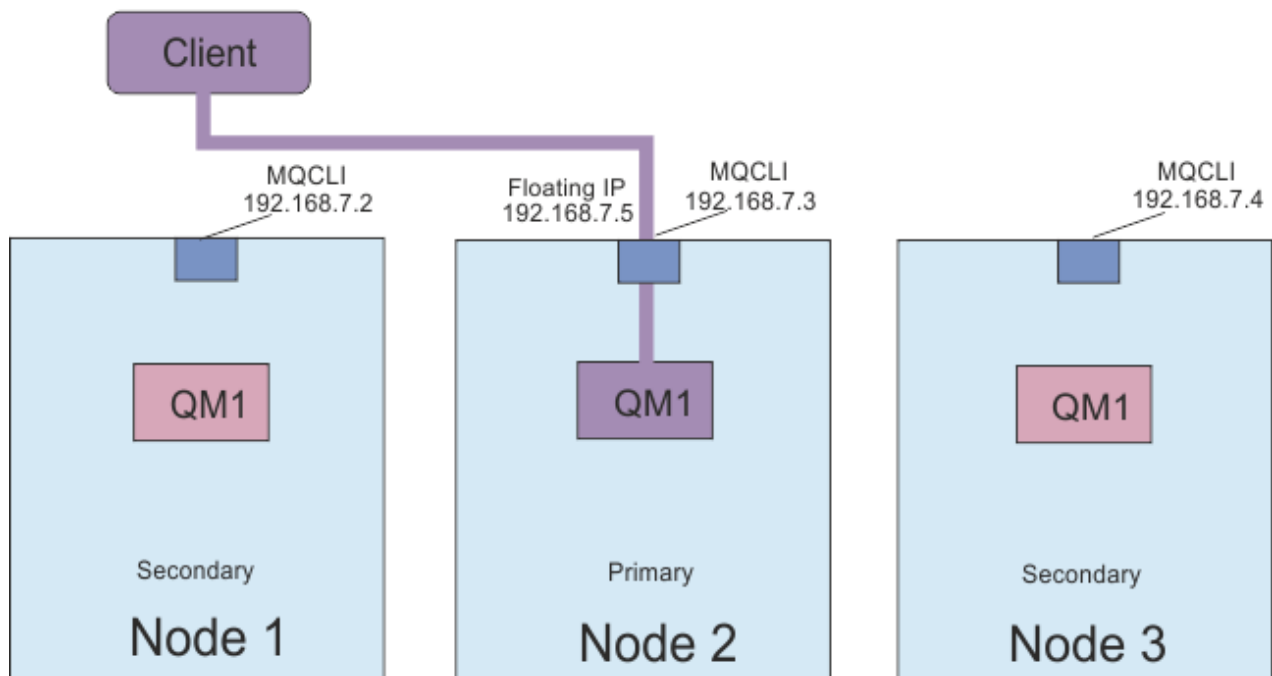 Client
MQCLI
192.168.7.2
Floating IP
192.168.7.5
MQCLI
192.168.7.3
MQCLI
192.168.7.4
QM1
QM1
QM1
Secondary
Primary
Secondary
Node 1
Node 2
Node 3